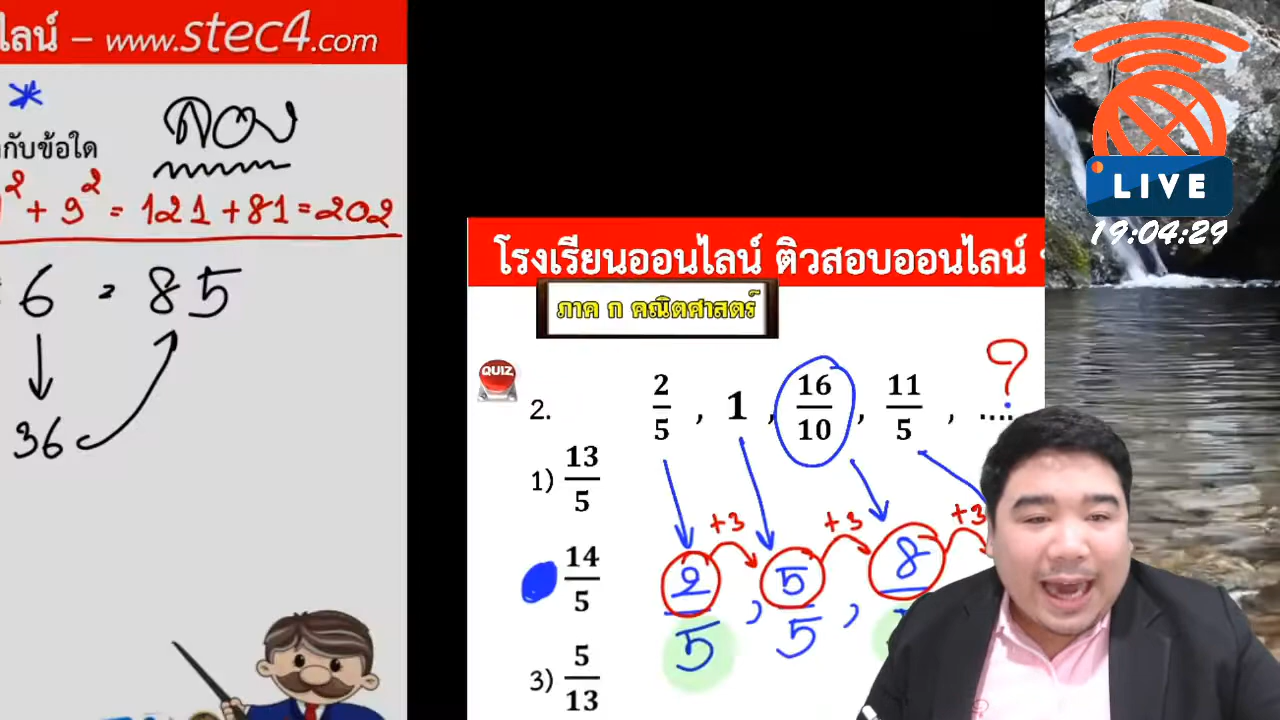 ไลน์ – www.stec4.com
กับข้อใด
² + 9² = 121 + 81 = 202
6 = 85
36
LIVE
19:04:29
โรงเรียนออนไลน์ ติวสอบออนไลน์
ภาค ก คณิตศาสตร์
QUIZ
2. 2/5 , 1 , 16/10 , 11/5 , .... ?
1) 13/5
14/5
3) 5/13
+3 +3 +3
2/5 , 5/5 , 8